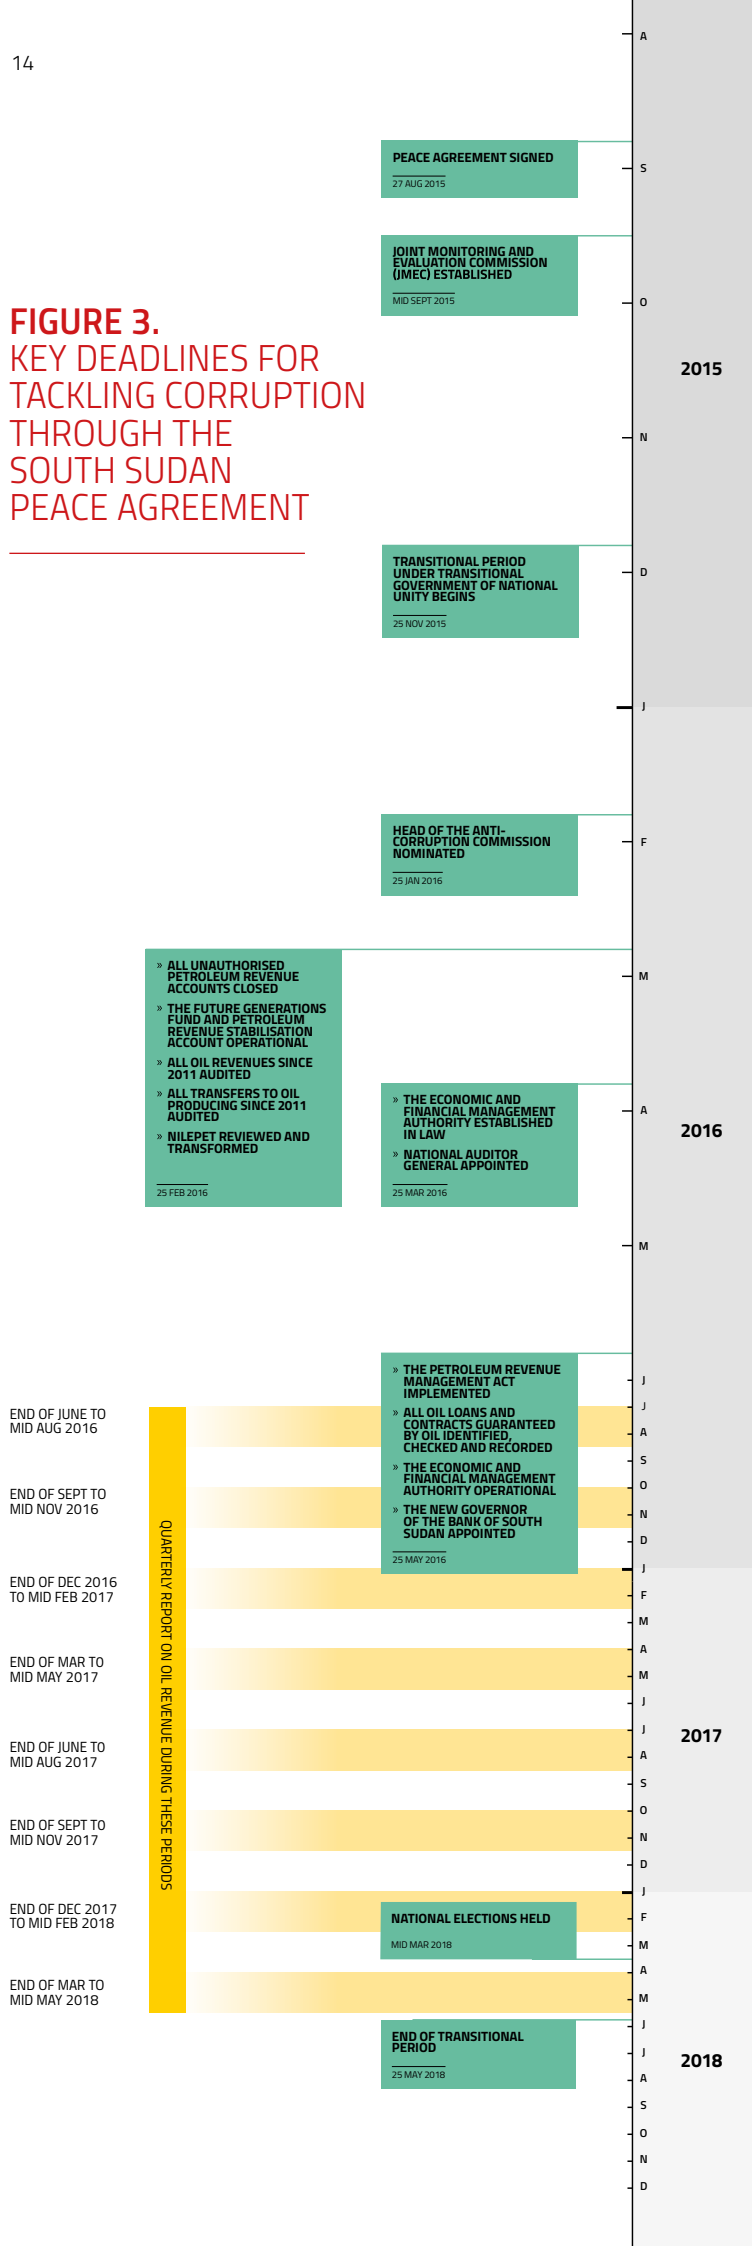 14
FIGURE 3.
KEY DEADLINES FOR
TACKLING CORRUPTION
THROUGH THE
SOUTH SUDAN
PEACE AGREEMENT
PEACE AGREEMENT SIGNED
27 AUG 2015
JOINT MONITORING AND
EVALUATION COMMISSION
(JMEC) ESTABLISHED
MID SEPT 2015
TRANSITIONAL PERIOD
UNDER TRANSITIONAL
GOVERNMENT OF NATIONAL
UNITY BEGINS
25 NOV 2015
HEAD OF THE ANTI-
CORRUPTION COMMISSION
NOMINATED
25 JAN 2016
» ALL UNAUTHORISED
PETROLEUM REVENUE
ACCOUNTS CLOSED
» THE FUTURE GENERATIONS
FUND AND PETROLEUM
REVENUE STABILISATION
ACCOUNT OPERATIONAL
» ALL OIL REVENUES SINCE
2011 AUDITED
» ALL TRANSFERS TO OIL
PRODUCING SINCE 2011
AUDITED
» NILEPET REVIEWED AND
TRANSFORMED
25 FEB 2016
» THE ECONOMIC AND
FINANCIAL MANAGEMENT
AUTHORITY ESTABLISHED
IN LAW
» NATIONAL AUDITOR
GENERAL APPOINTED
25 MAR 2016
» THE PETROLEUM REVENUE
MANAGEMENT ACT
IMPLEMENTED
» ALL OIL LOANS AND
CONTRACTS GUARANTEED
BY OIL IDENTIFIED,
CHECKED AND RECORDED
» THE ECONOMIC AND
FINANCIAL MANAGEMENT
AUTHORITY OPERATIONAL
» THE NEW GOVERNOR
OF THE BANK OF SOUTH
SUDAN APPOINTED
25 MAY 2016
END OF JUNE TO
MID AUG 2016
END OF SEPT TO
MID NOV 2016
END OF DEC 2016
TO MID FEB 2017
END OF MAR TO
MID MAY 2017
END OF JUNE TO
MID AUG 2017
END OF SEPT TO
MID NOV 2017
END OF DEC 2017
TO MID FEB 2018
END OF MAR TO
MID MAY 2018
QUARTERLY REPORT ON OIL REVENUE DURING THESE PERIODS
NATIONAL ELECTIONS HELD
MID MAR 2018
END OF TRANSITIONAL
PERIOD
25 MAY 2018
A
S
O
N
D
J
F
M
A
M
J
J
A
S
O
N
D
J
F
M
A
M
J
J
A
S
O
N
D
J
F
M
A
M
J
J
A
S
O
N
D
2015
2016
2017
2018